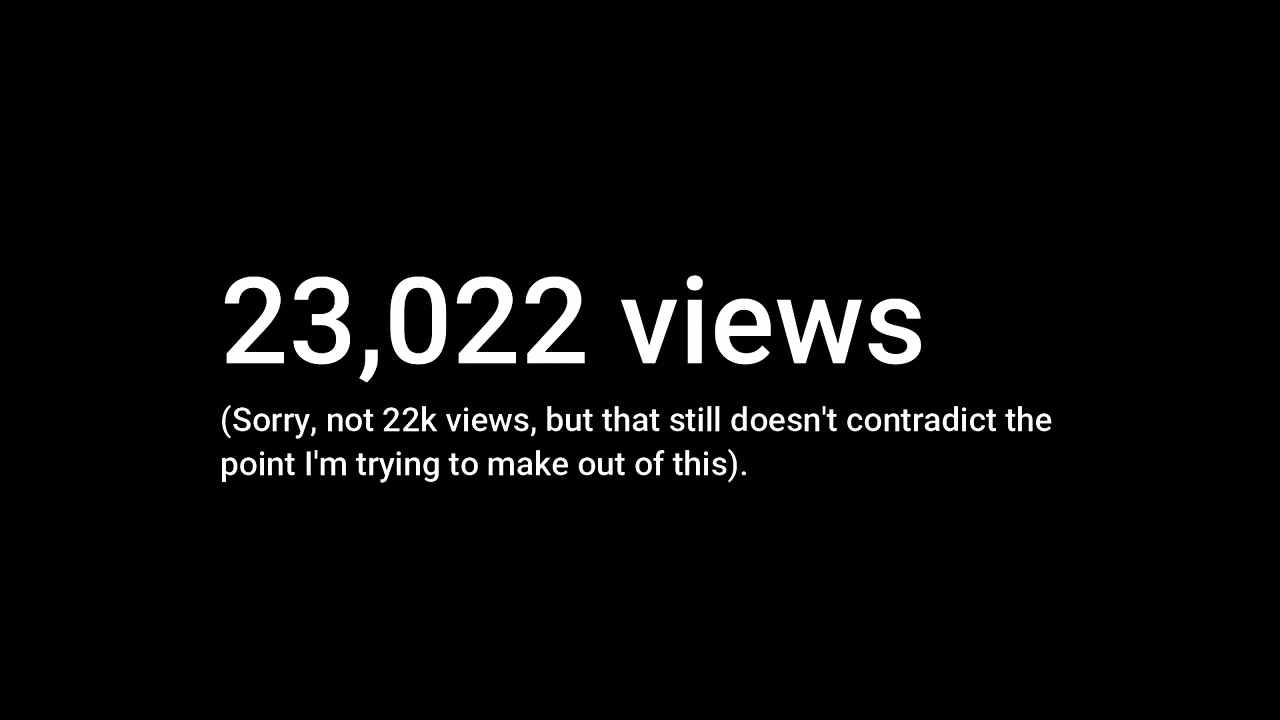 23,022 views
(Sorry, not 22k views, but that still doesn't contradict the
point I'm trying to make out of this).